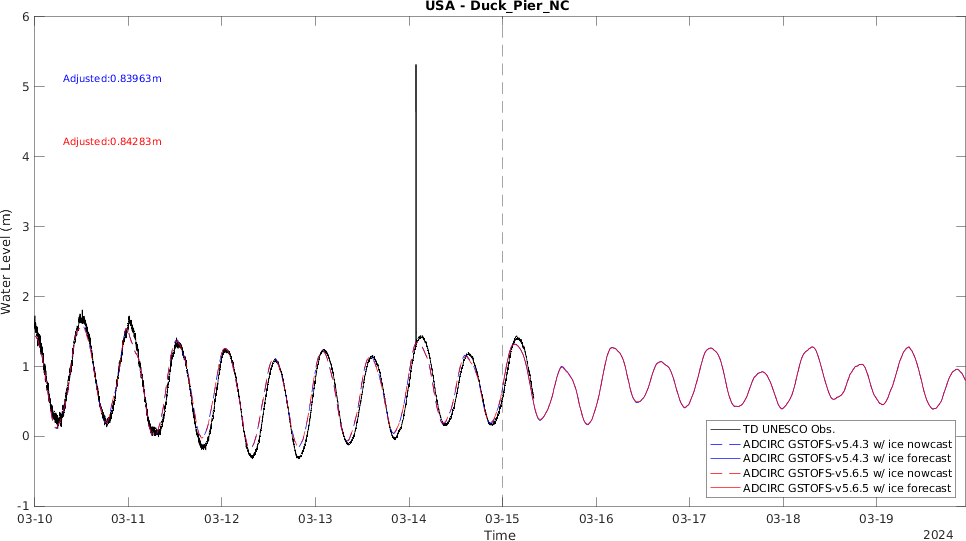 USA - Duck_Pier_NC
6
5
4
3
2
1
0
-1
Water Level (m)
Adjusted:0.83963m
Adjusted:0.84283m
TD UNESCO Obs.
ADCIRC GSTOFS-v5.4.3 w/ ice nowcast
ADCIRC GSTOFS-v5.4.3 w/ ice forecast
ADCIRC GSTOFS-v5.6.5 w/ ice nowcast
ADCIRC GSTOFS-v5.6.5 w/ ice forecast
03-10 03-11 03-12 03-13 03-14 03-15 03-16 03-17 03-18 03-19
Time
2024